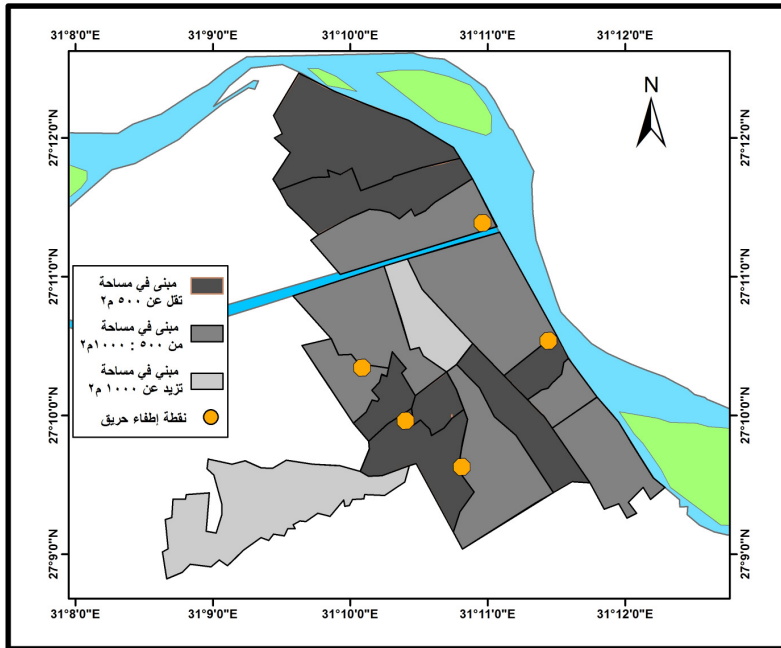 31°8'0"E 31°9'0"E 31°10'0"E 31°11'0"E 31°12'0"E
N
27°12'0"N 27°12'0"N
27°11'0"N 27°11'0"N
مبنى في مساحة
تقل عن ٥٠٠ م٢
مبنى في مساحة
من ٥٠٠ : ١٠٠٠م٢
مبني في مساحة
تزيد عن ١٠٠٠ م٢
نقطة إطفاء حريق
27°10'0"N 27°10'0"N
27°9'0"N 27°9'0"N
31°8'0"E 31°9'0"E 31°10'0"E 31°11'0"E 31°12'0"E